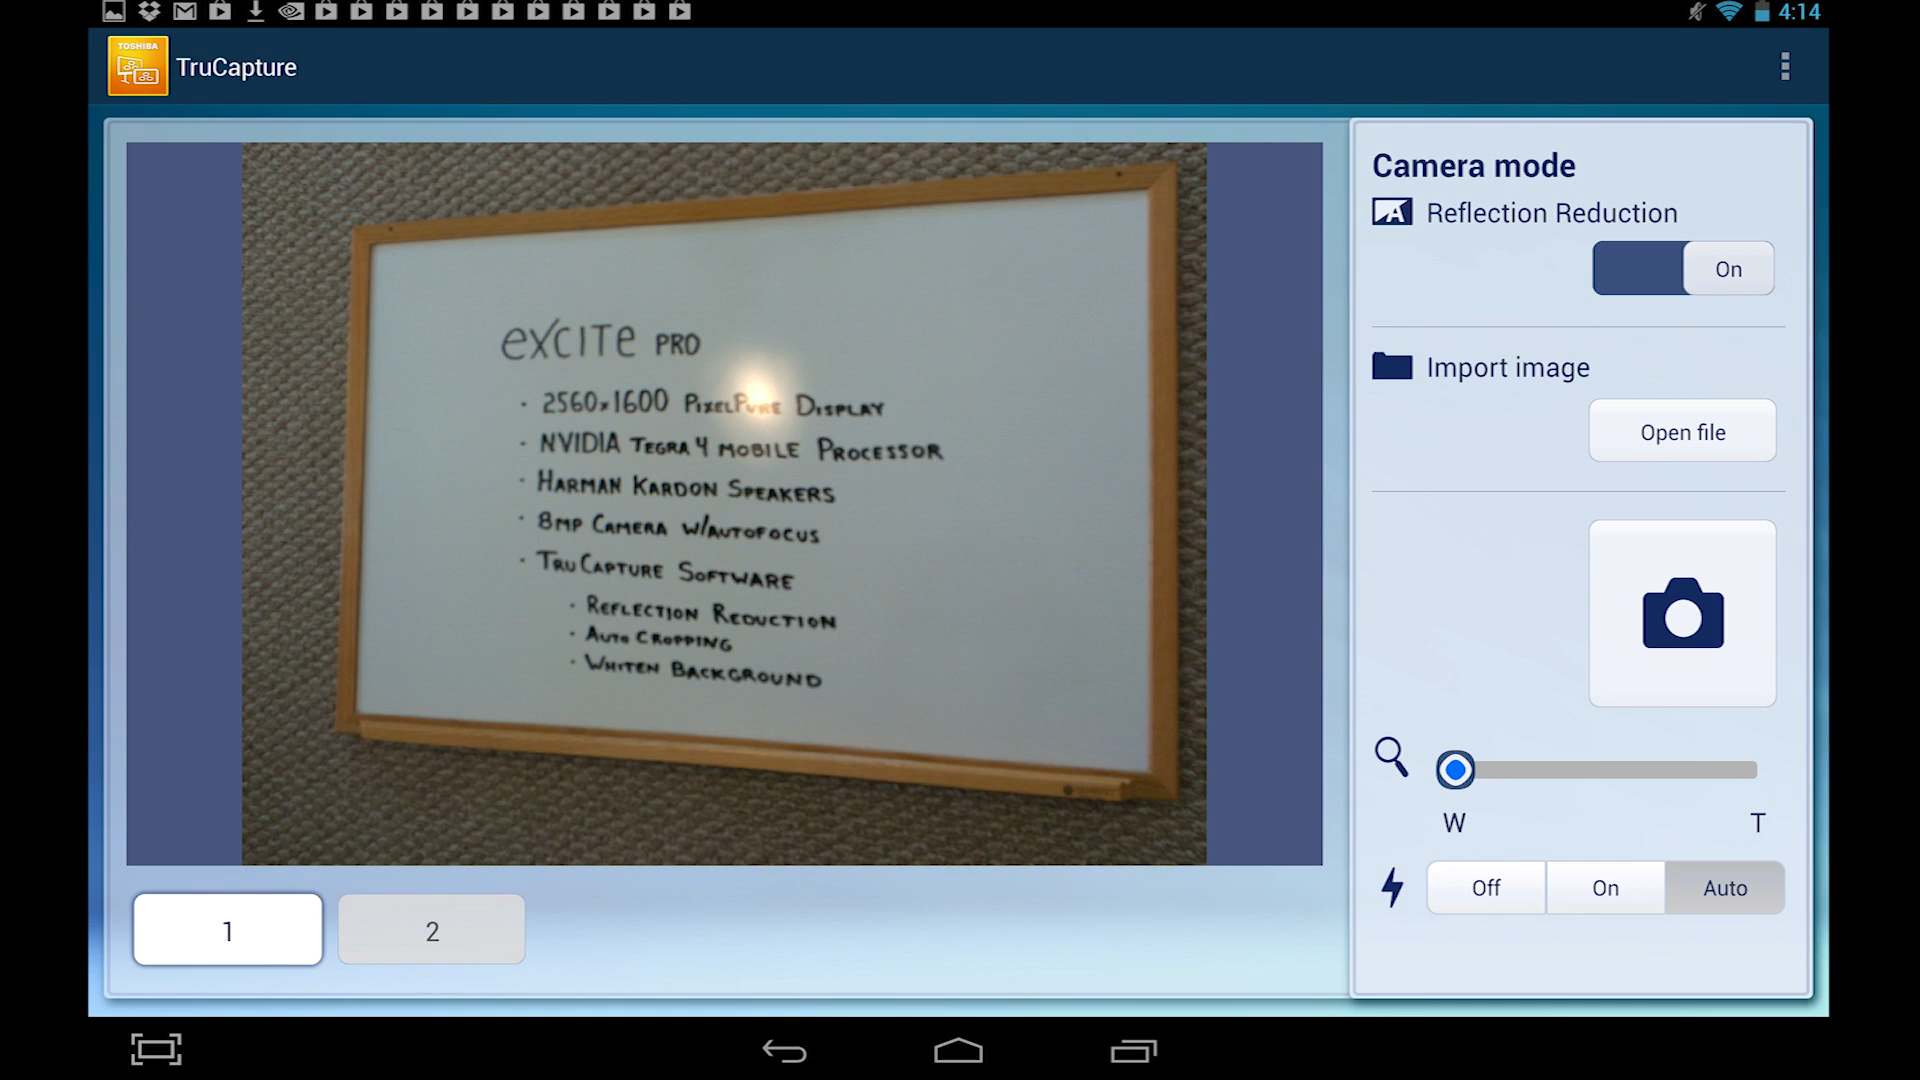 4:14
TOSHIBA
TruCapture
Camera mode
Reflection Reduction
On
Import image
Open file
W T
Off On Auto
excite PRO
· 2560x1600 PixelPure Display
· NVIDIA Tegra 4 mobile Processor
· Harman Kardon Speakers
· 8mp Camera w/autofocus
· TruCapture Software
· Reflection Reduction
· Auto Cropping
· Whiten Background
1 2